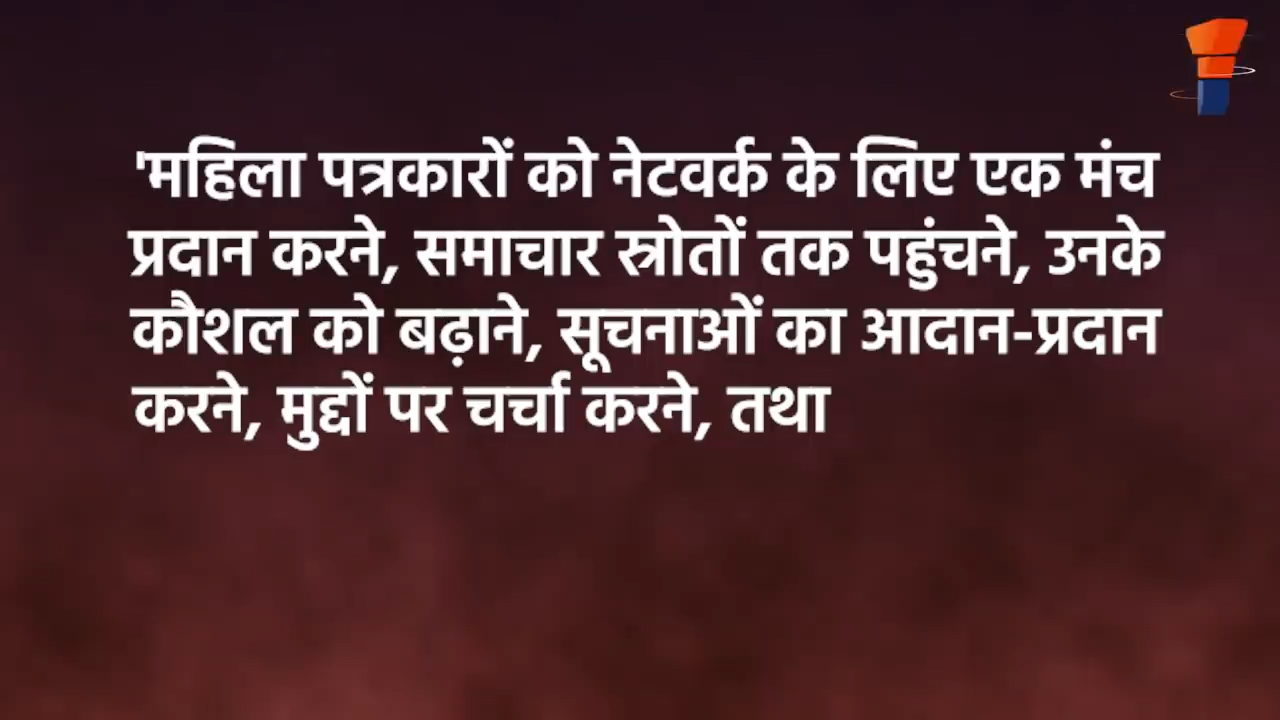 'महिला पत्रकारों को नेटवर्क के लिए एक मंच
प्रदान करने, समाचार स्रोतों तक पहुंचने, उनके
कौशल को बढ़ाने, सूचनाओं का आदान-प्रदान
करने, मुद्दों पर चर्चा करने, तथा